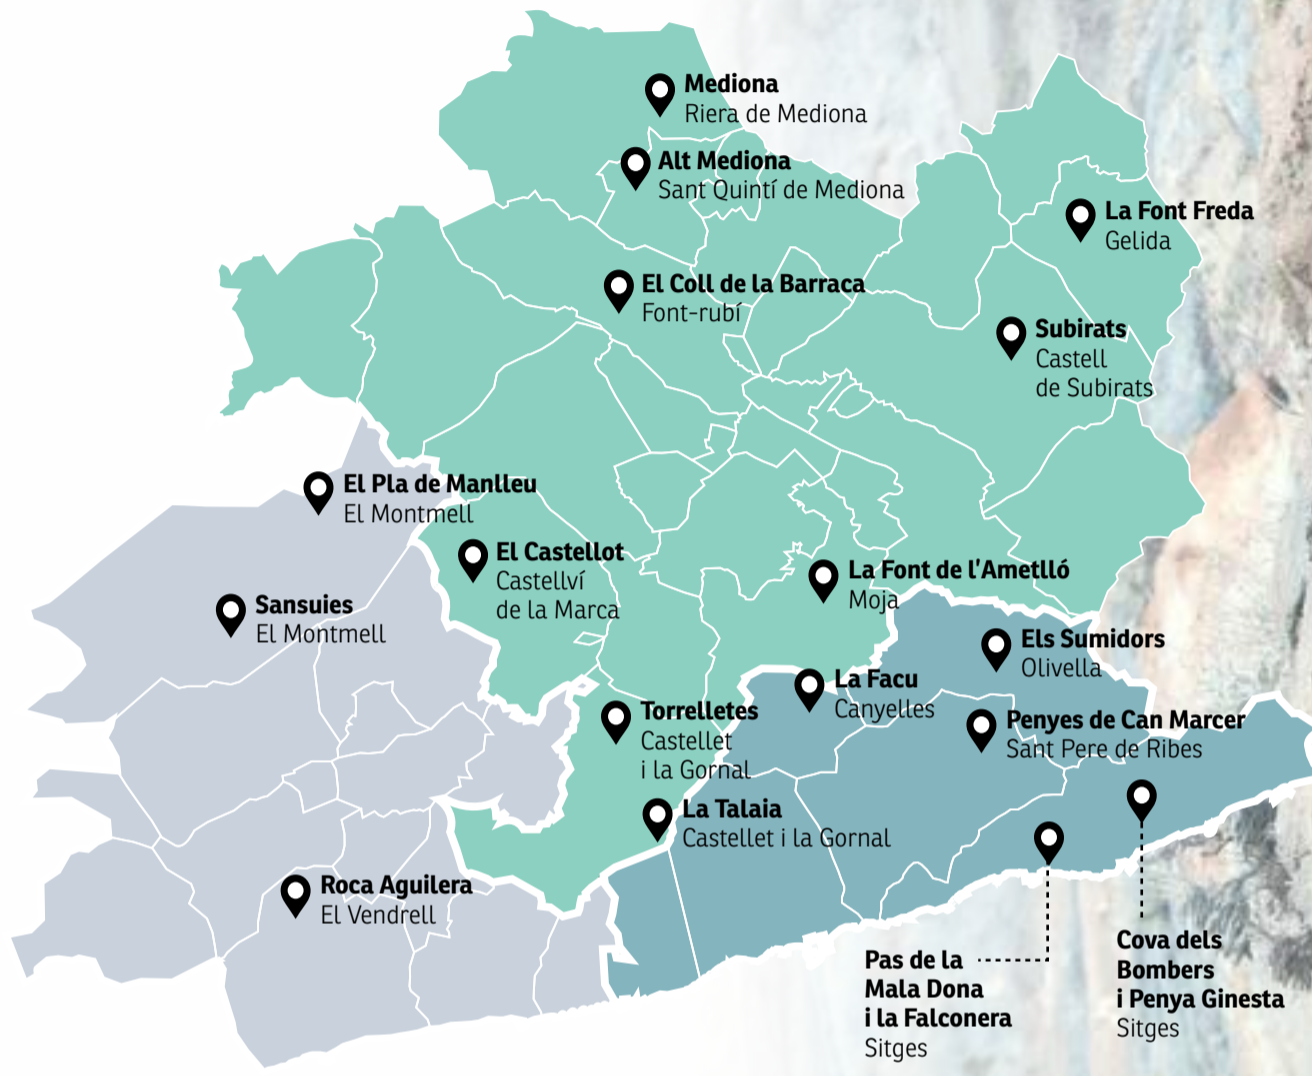 Mediona
Riera de Mediona
Alt Mediona
Sant Quintí de Mediona
La Font Freda
Gelida
El Coll de la Barraca
Font-rubí
Subirats
Castell
de Subirats
El Pla de Manlleu
El Montmell
El Castellot
Castellví
de la Marca
La Font de l'Ametlló
Moja
Sansuies
El Montmell
Els Sumidors
Olivella
La Facu
Canyelles
Torrelletes
Castellet
i la Gornal
Penyes de Can Marcer
Sant Pere de Ribes
La Talaia
Castellet i la Gornal
Roca Aguilera
El Vendrell
Pas de la
Mala Dona
i la Falconera
Sitges
Cova dels
Bombers
i Penya Ginesta
Sitges